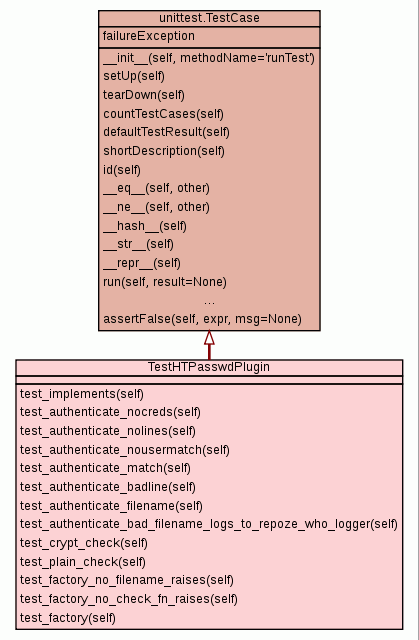 unittest.TestCase
failureException
__init__(self, methodName='runTest')
setUp(self)
tearDown(self)
countTestCases(self)
defaultTestResult(self)
shortDescription(self)
id(self)
__eq__(self, other)
__ne__(self, other)
__hash__(self)
__str__(self)
__repr__(self)
run(self, result=None)
...
assertFalse(self, expr, msg=None)
TestHTPasswdPlugin
test_implements(self)
test_authenticate_nocreds(self)
test_authenticate_nolines(self)
test_authenticate_nousermatch(self)
test_authenticate_match(self)
test_authenticate_badline(self)
test_authenticate_filename(self)
test_authenticate_bad_filename_logs_to_repoze_who_logger(self)
test_crypt_check(self)
test_plain_check(self)
test_factory_no_filename_raises(self)
test_factory_no_check_fn_raises(self)
test_factory(self)